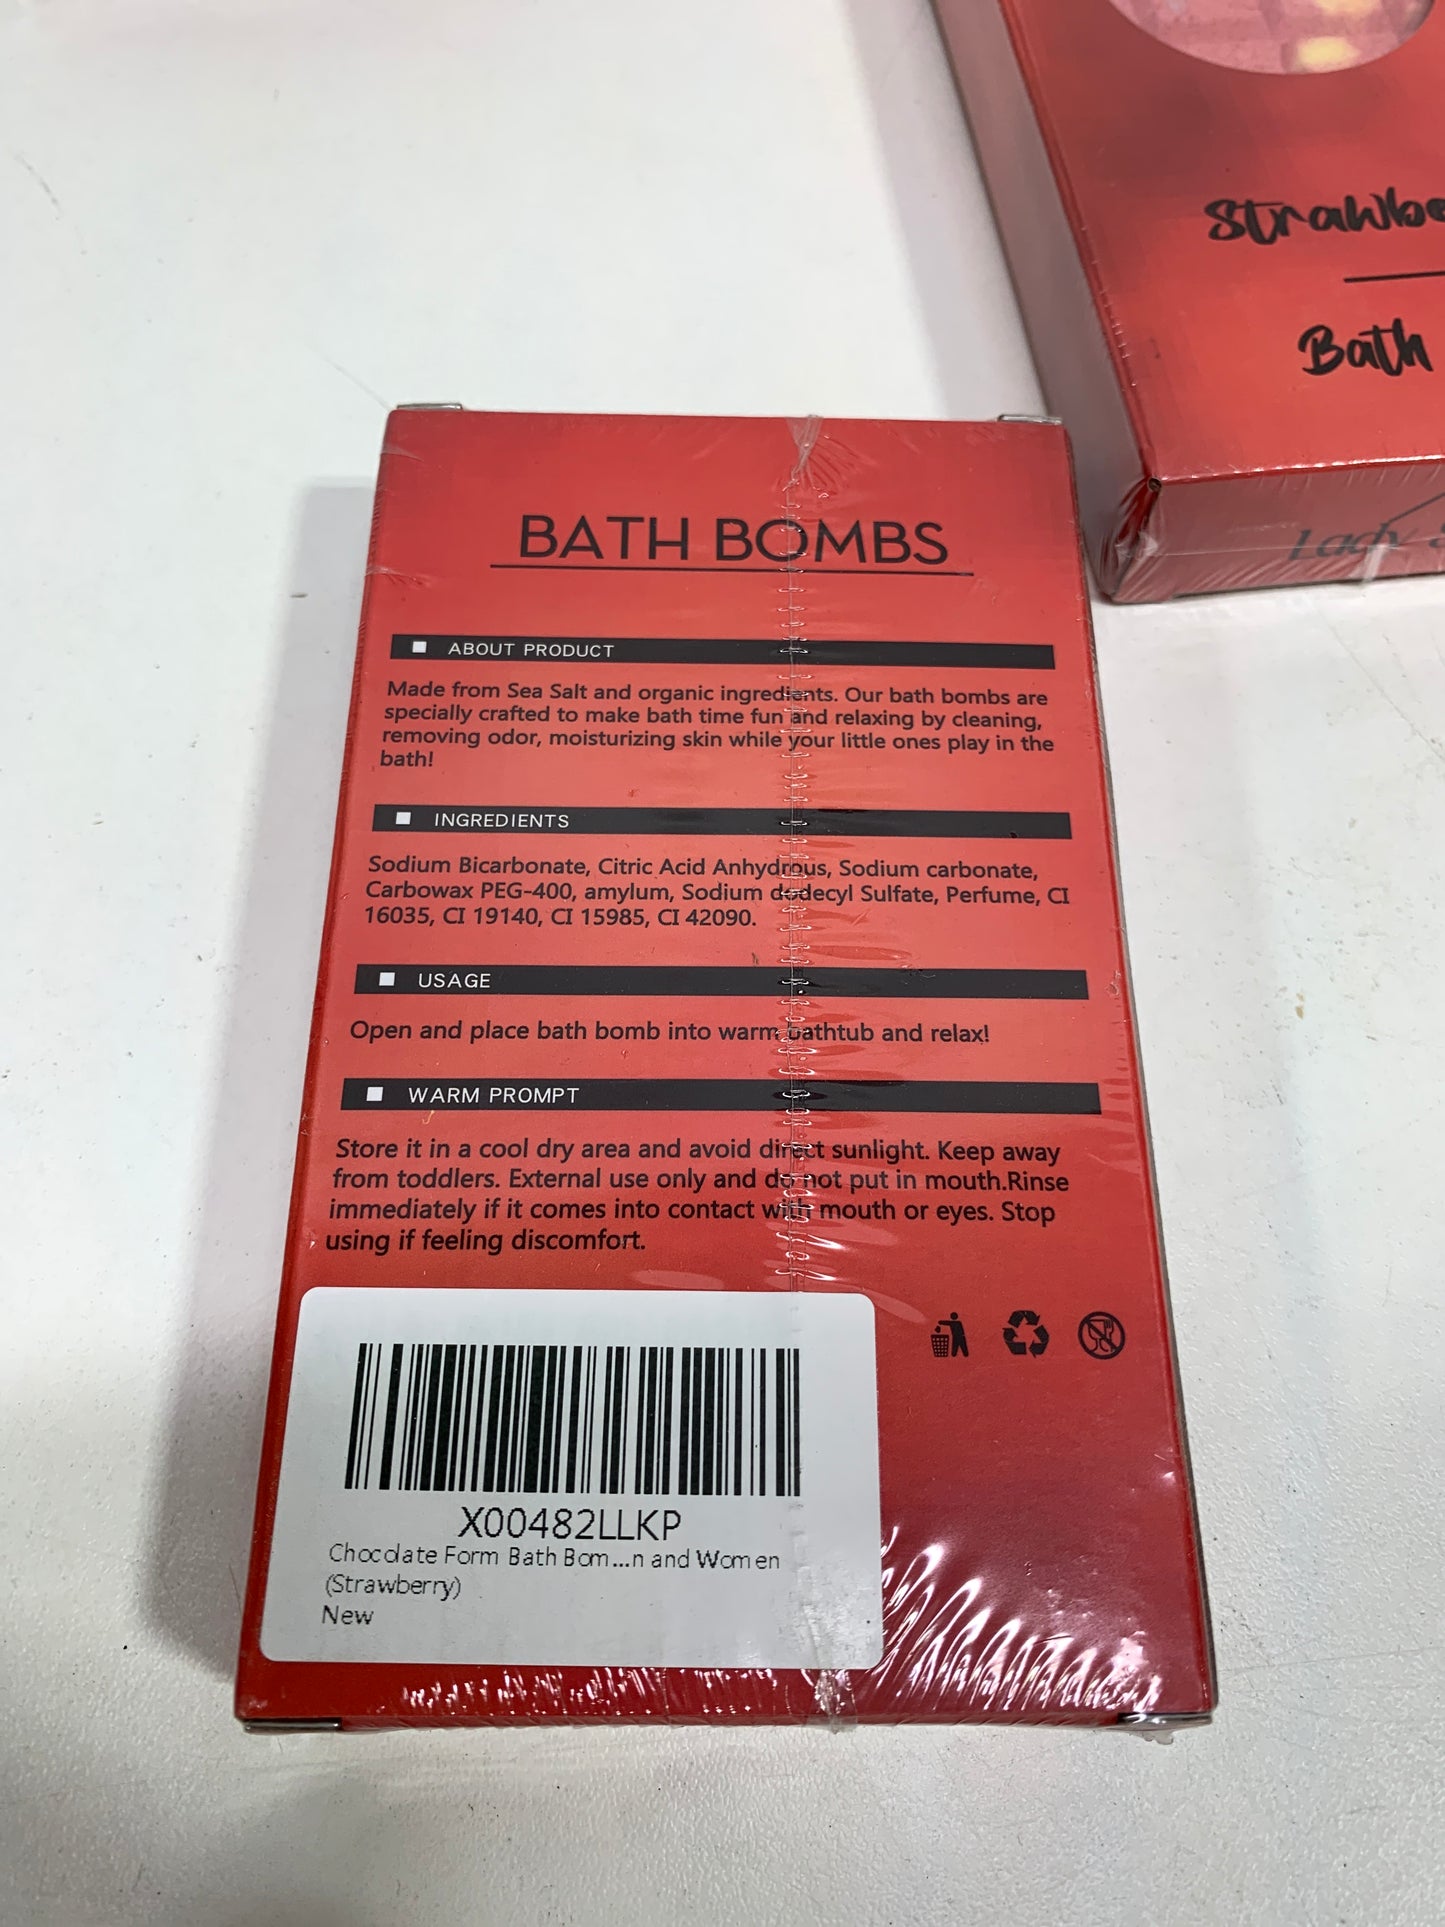 Bath
BATH BOMBS
ABOUT PRODUCT
Made from Sea Salt and organic ingredients. Our bath bombs are
specially crafted to make bath time fun and relaxing by cleaning,
removing odor, moisturizing skin while your little ones play in the
bath!
INGREDIENTS
Sodium Bicarbonate, Citric Acid Anhydrous, Sodium carbonate,
Carbowax PEG-400, amylum, Sodium dodecyl Sulfate, Perfume, CI
16035, CI 19140, CI 15985, CI 42090.
USAGE
Open and place bath bomb into warm bathtub and relax!
WARM PROMPT
Store it in a cool dry area and avoid direct sunlight. Keep away
from toddlers. External use only and do not put in mouth.Rinse
immediately if it comes into contact with mouth or eyes. Stop
using if feeling discomfort.
X00482LLKP
Chocolate Form Bath Bom...n and Women
(Strawberry)
New
Lady